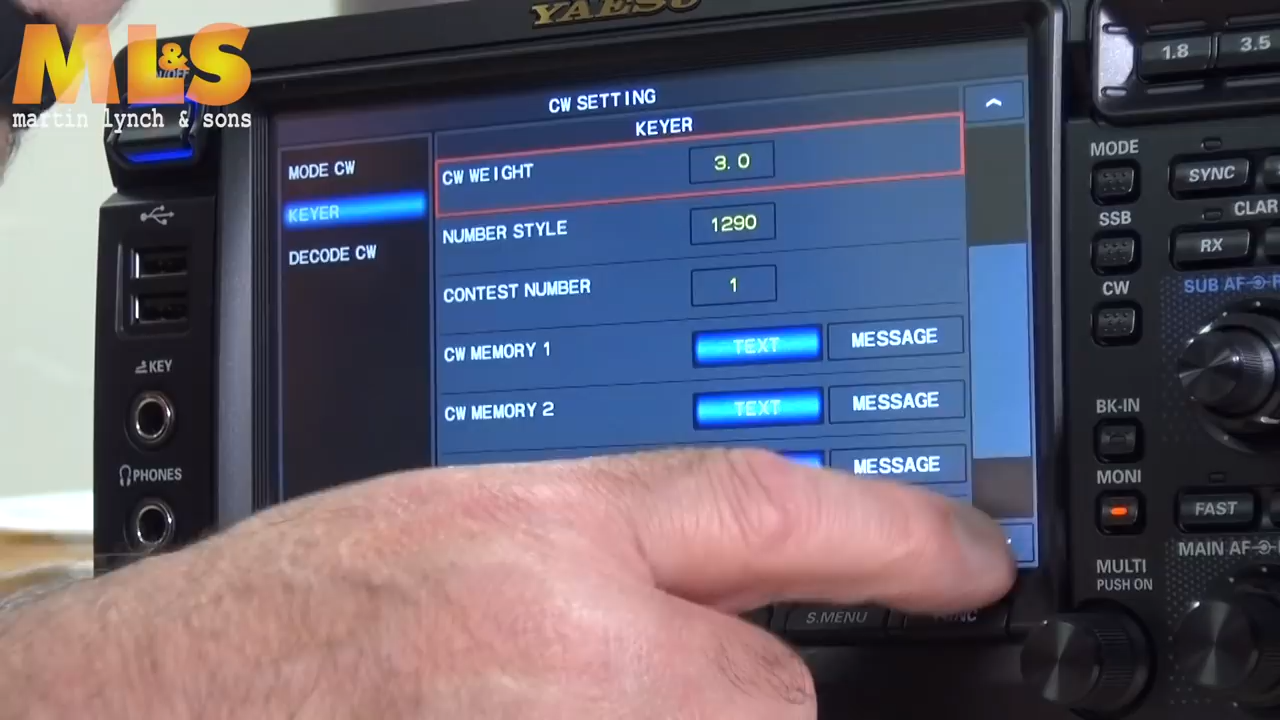 YAESU
ML&S
ON/OFF
martin lynch & sons
1.8
3.5
CW SETTING
KEYER
MODE CW
KEYER
DECODE CW
CW WEIGHT
3.0
NUMBER STYLE
1290
CONTEST NUMBER
1
CW MEMORY 1
TEXT
MESSAGE
CW MEMORY 2
TEXT
MESSAGE
MESSAGE
KEY
PHONES
MODE
SYNC
SSB
CLAR
RX
CW
SUB AF
BK-IN
MONI
FAST
MAIN AF
MULTI
PUSH ON
S.MENU